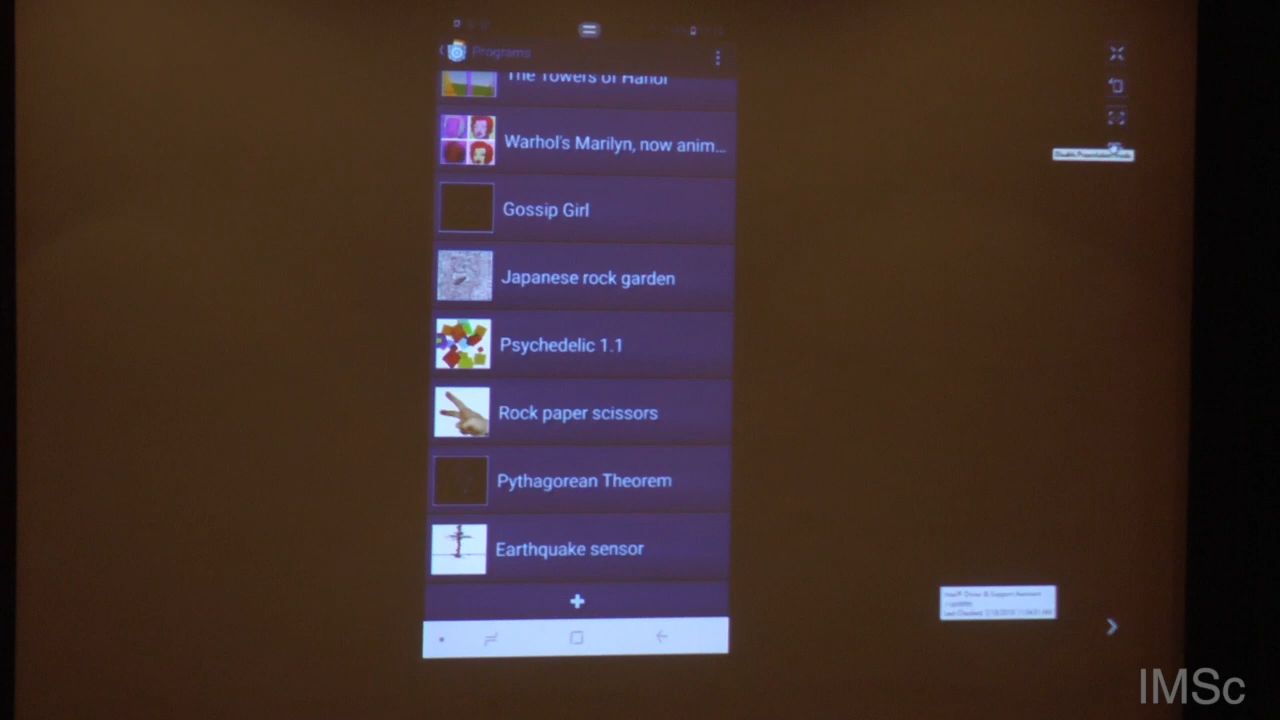 Programs
The Towers of Hanoi
Warhol's Marilyn, now anim...
Gossip Girl
Japanese rock garden
Psychedelic 1.1
Rock paper scissors
Pythagorean Theorem
Earthquake sensor
+
IMSc